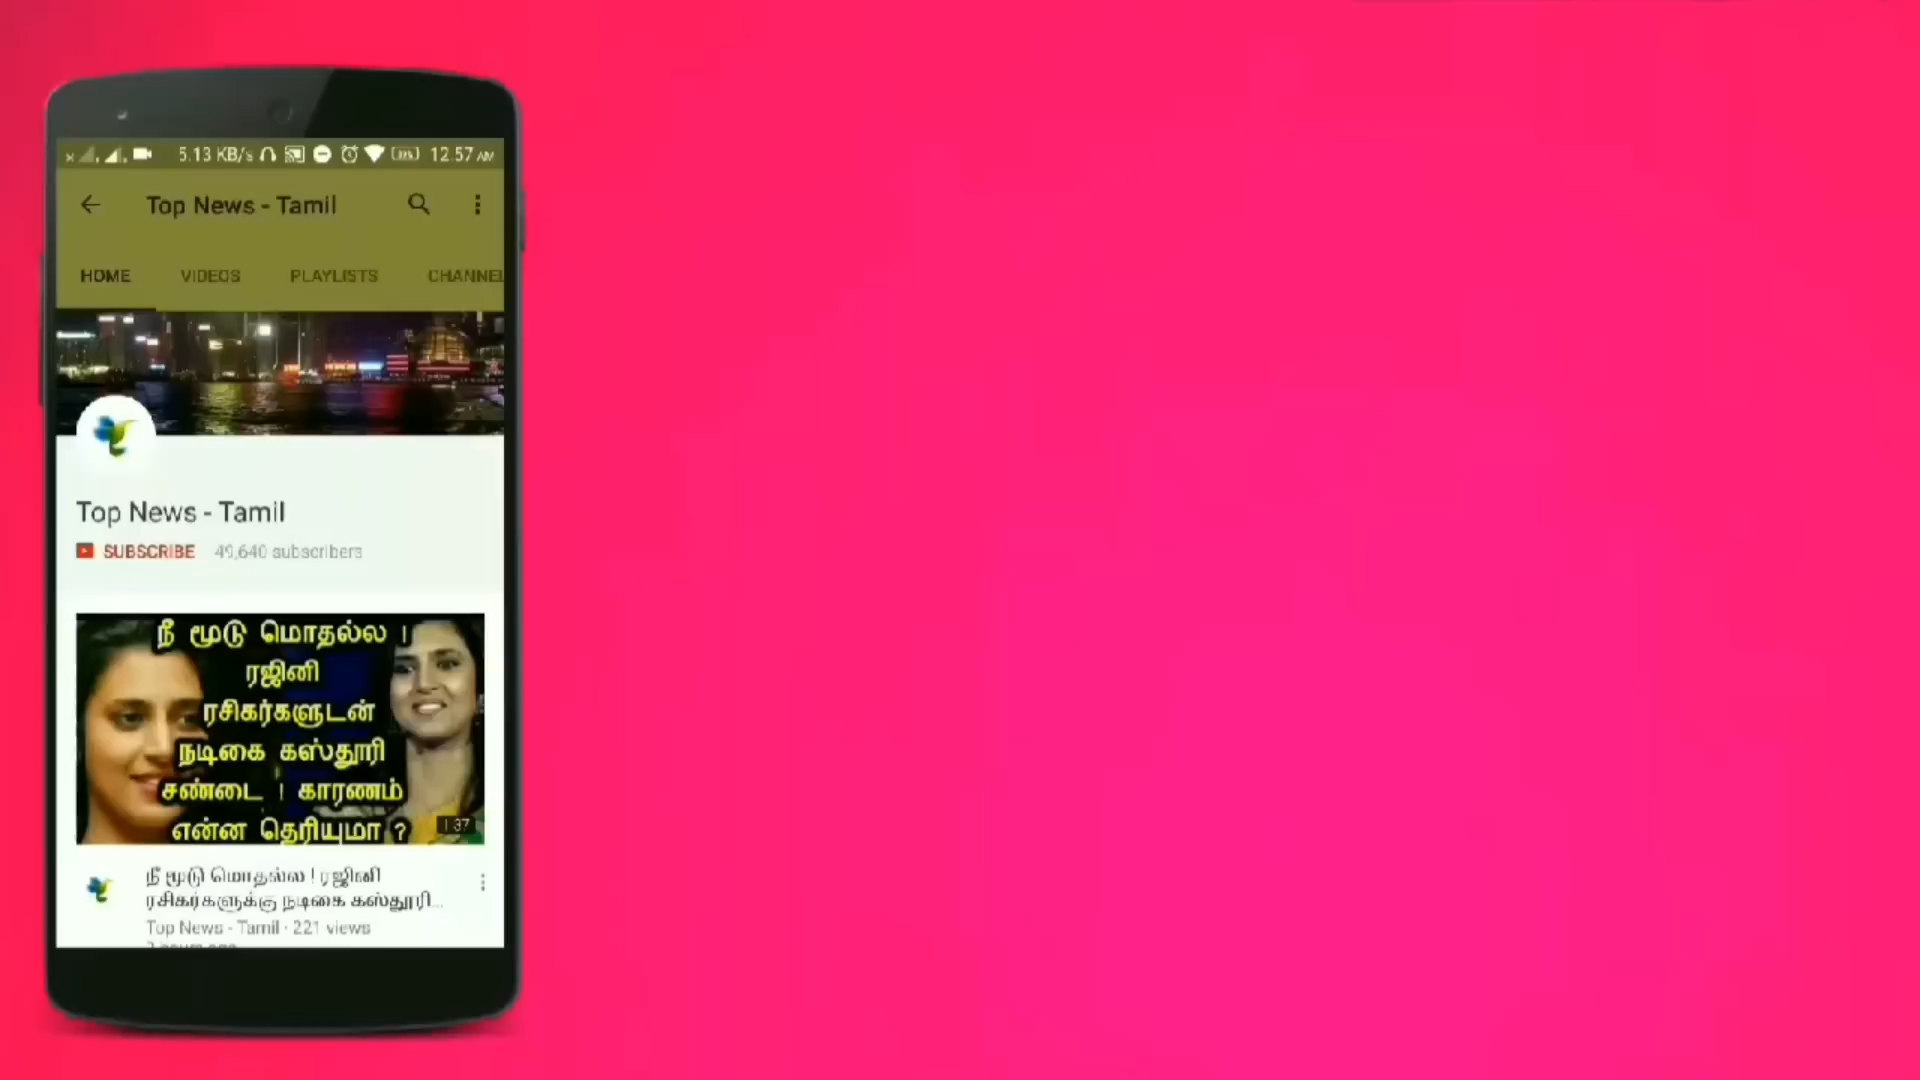 5.13 KB/s 12.57 AM
Top News - Tamil
HOME VIDEOS PLAYLISTS CHANNEL
Top News - Tamil
SUBSCRIBE 49,640 subscribers
நீ மூடு மொதல்ல !
ரஜினி
ரசிகர்களுடன்
நடிகை கஸ்தூரி
சண்டை ! காரணம்
என்ன தெரியுமா ?
1:37
நீ மூடு மொதல்ல ! ரஜினி
ரசிகர்களுக்கு நடிகை கஸ்தூரி...
Top News - Tamil · 221 views